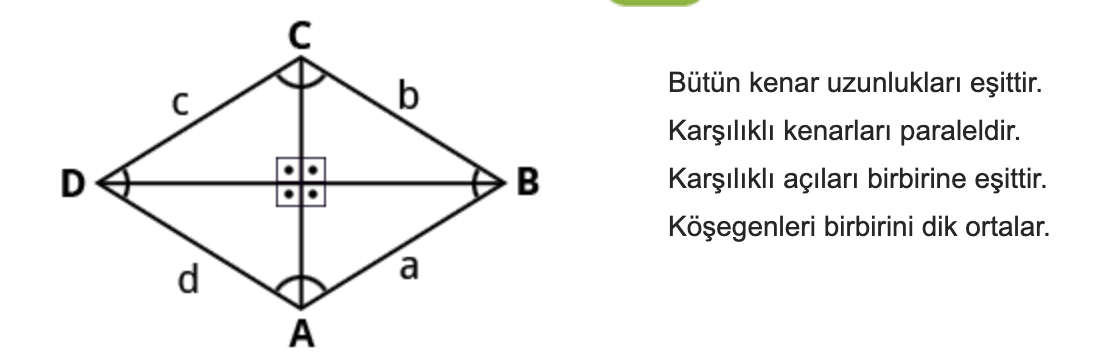 C
c
b
Bütün kenar uzunlukları eşittir.
Karşılıklı kenarları paraleldir.
D
B
Karşılıklı açıları birbirine eşittir.
Köşegenleri birbirini dik ortalar.
d
a
A